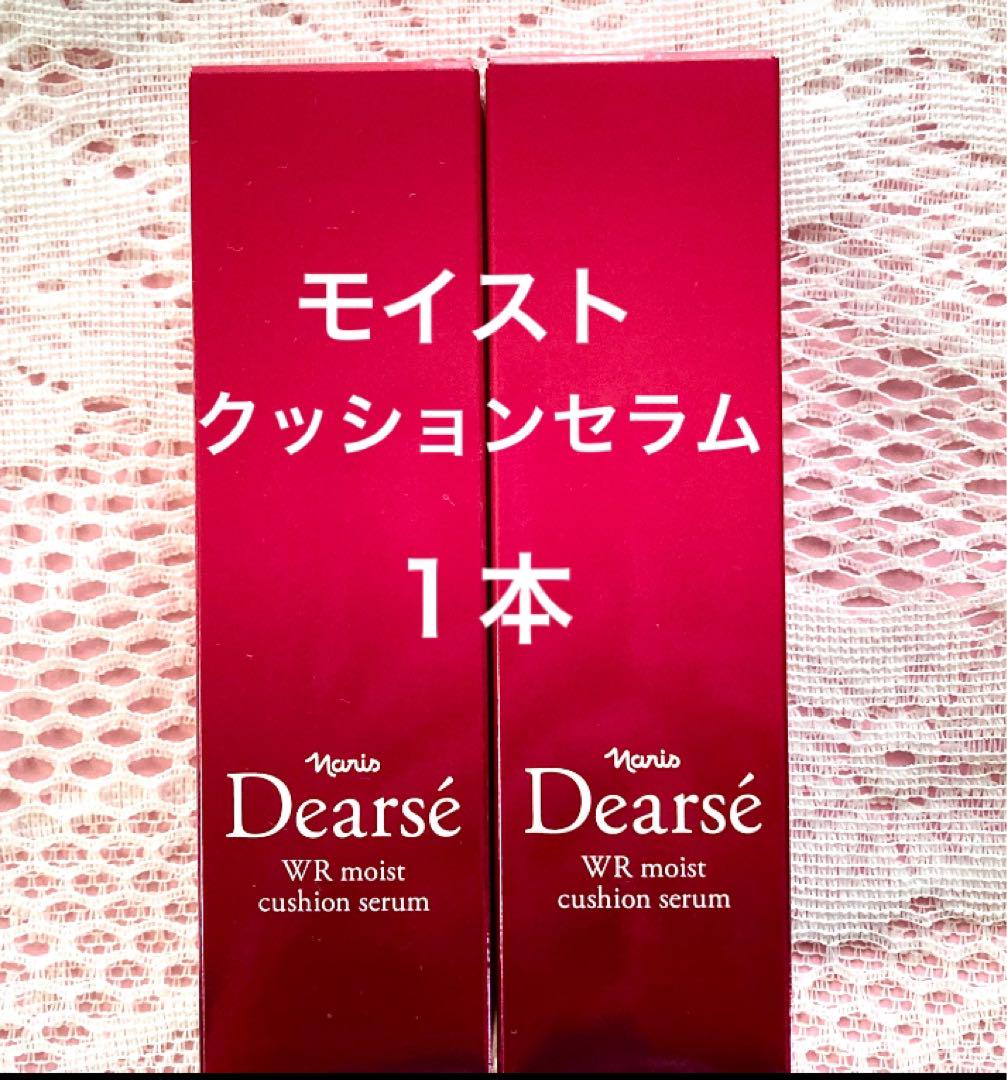 モイスト
クッションセラム
１本
Naris
Dearsé
WR moist
cushion serum
Naris
Dearsé
WR moist
cushion serum